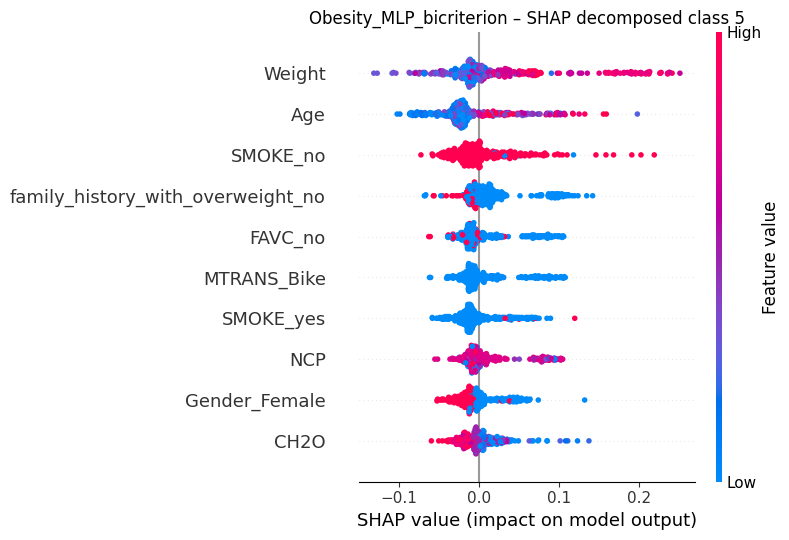 Obesity_MLP_bicriterion – SHAP decomposed class 5
High
Weight
Age
SMOKE_no
family_history_with_overweight_no
FAVC_no
MTRANS_Bike
SMOKE_yes
NCP
Gender_Female
CH2O
Feature value
Low
−0.1 0.0 0.1 0.2
SHAP value (impact on model output)